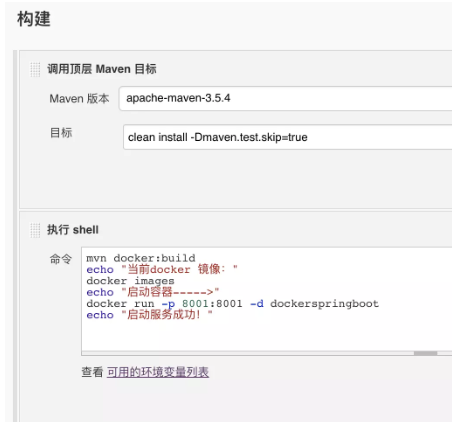 构建
调用顶层 Maven 目标
Maven 版本 apache-maven-3.5.4
目标 clean install -Dmaven.test.skip=true
执行 shell
命令 mvn docker:build
echo "当前docker 镜像："
docker images
echo "启动容器----->"
docker run -p 8001:8001 -d dockerspringboot
echo "启动服务成功！"
查看 可用的环境变量列表